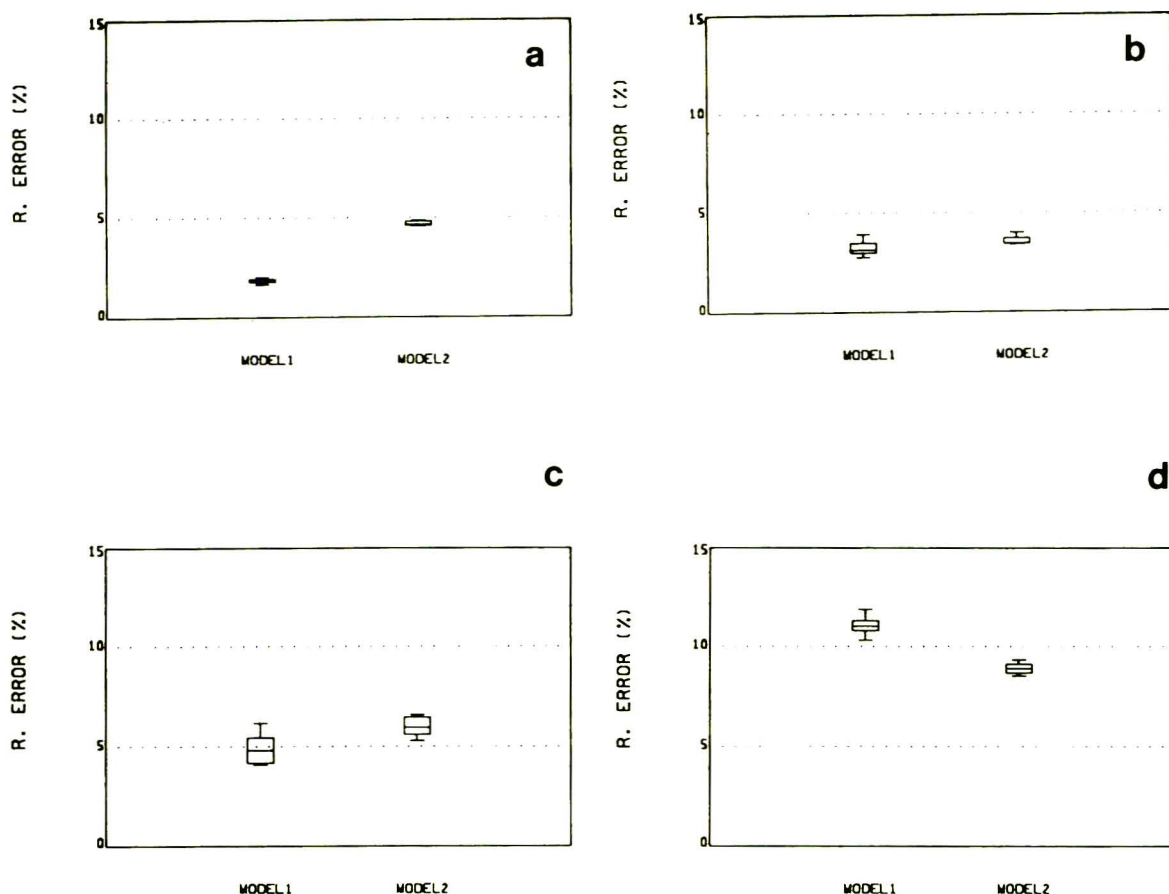 a
15
10
5
0
R. ERROR (%)
MODEL1 MODEL2
b
15
10
5
0
R. ERROR (%)
MODEL1 MODEL2
c
15
10
5
0
R. ERROR (%)
MODEL1 MODEL2
d
15
10
5
0
R. ERROR (%)
MODEL1 MODEL2